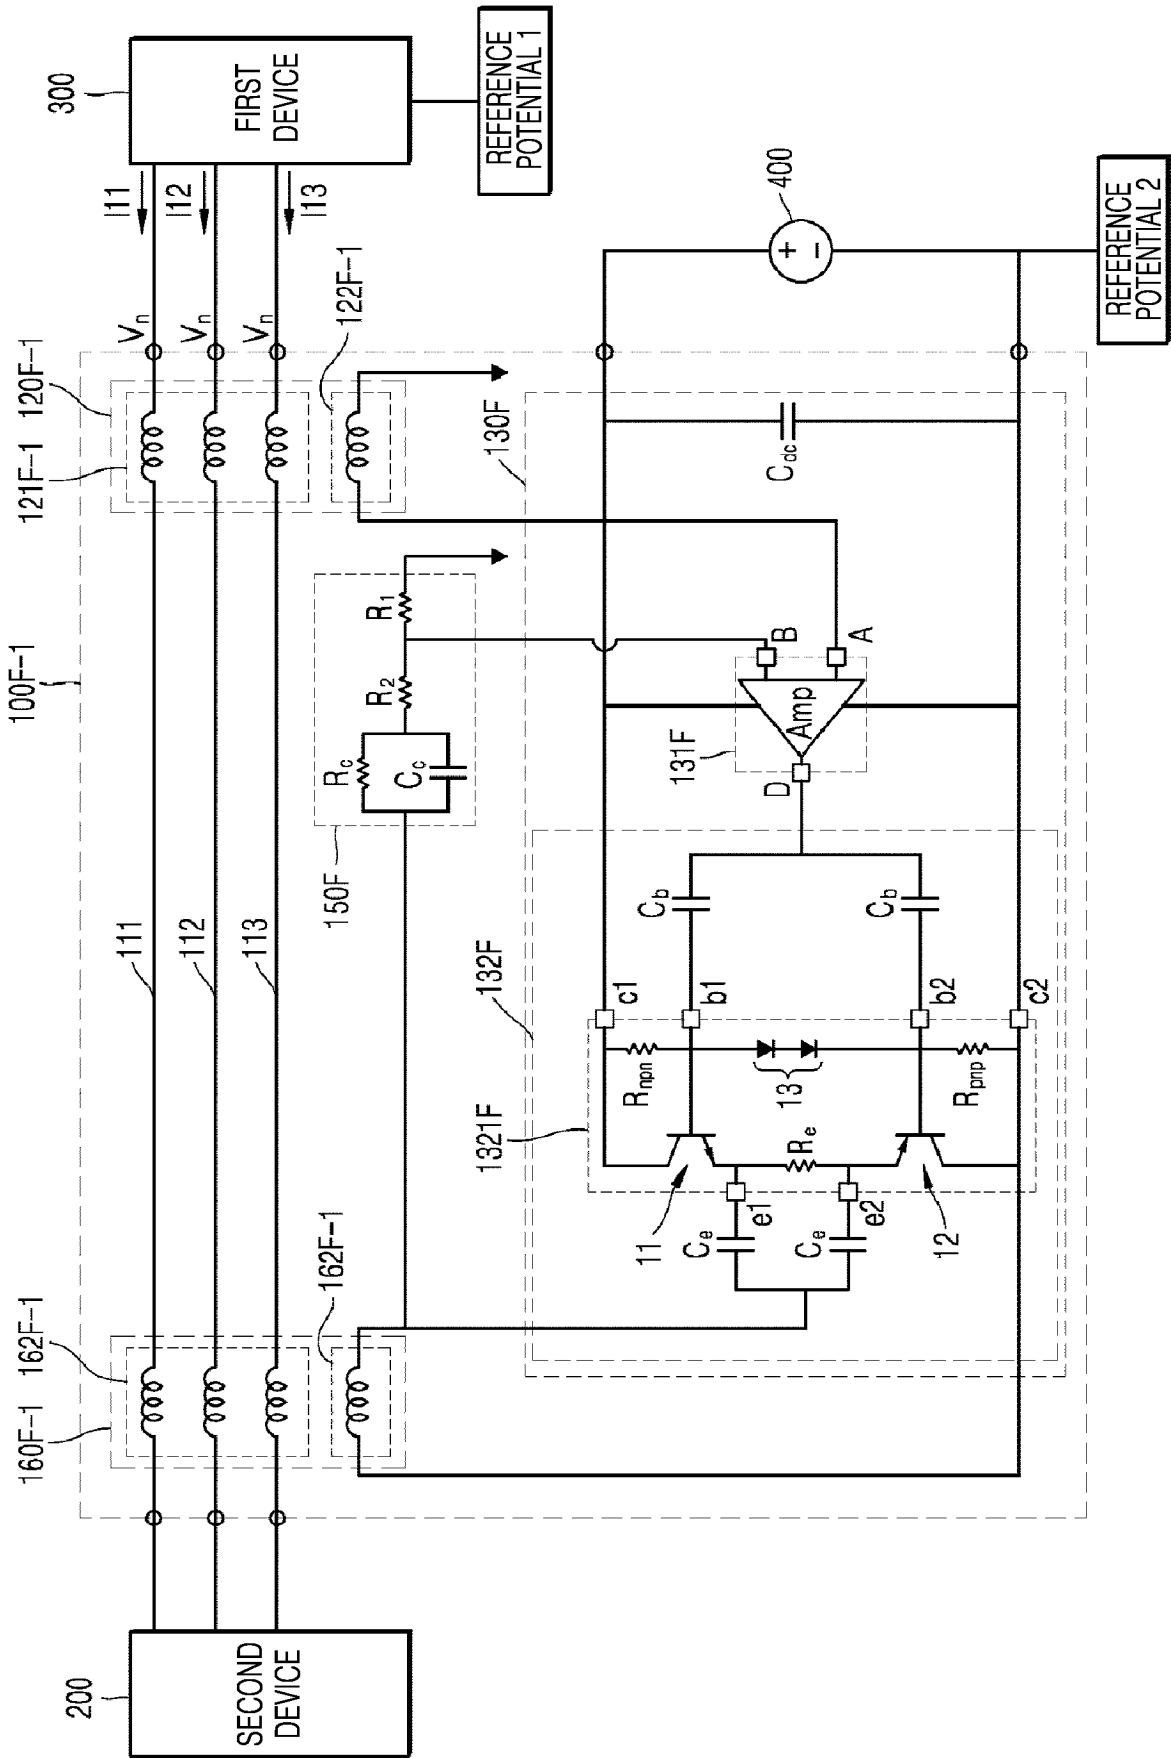 100F-1
160F-1
162F-1
121F-1
120F-1
300
200
SECOND
DEVICE
FIRST
DEVICE
111
112
113
I11
I12
I13
Vn
Vn
Vn
REFERENCE
POTENTIAL 1
162F-1
122F-1
150F
Rc
Cc
R2
R1
130F
1321F
132F
131F
c1
b1
b2
c2
D
B
A
Amp
Cb
Cb
Rnpn
13
Rpnp
11
12
Re
e1
e2
Ce
Ce
Cdc
400
+
−
REFERENCE
POTENTIAL 2